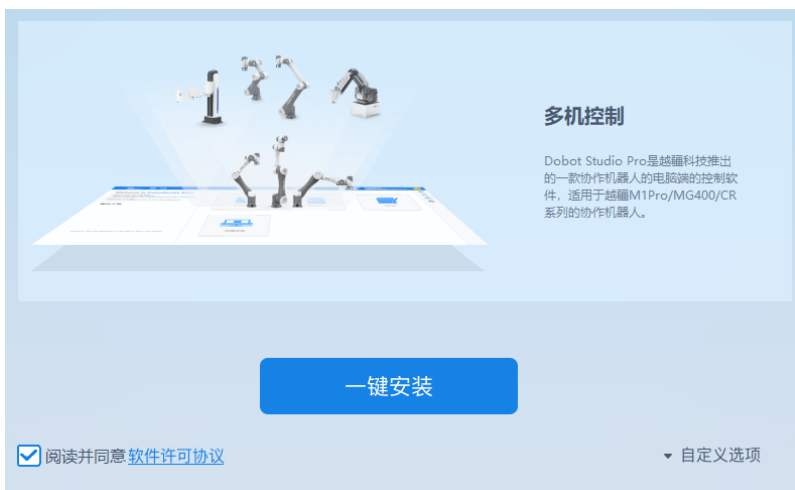 多机控制
Dobot Studio Pro是越疆科技推出
的一款协作机器人的电脑端的控制软
件，适用于越疆M1Pro/MG400/CR
系列的协作机器人。
一键安装
阅读并同意软件许可协议
自定义选项